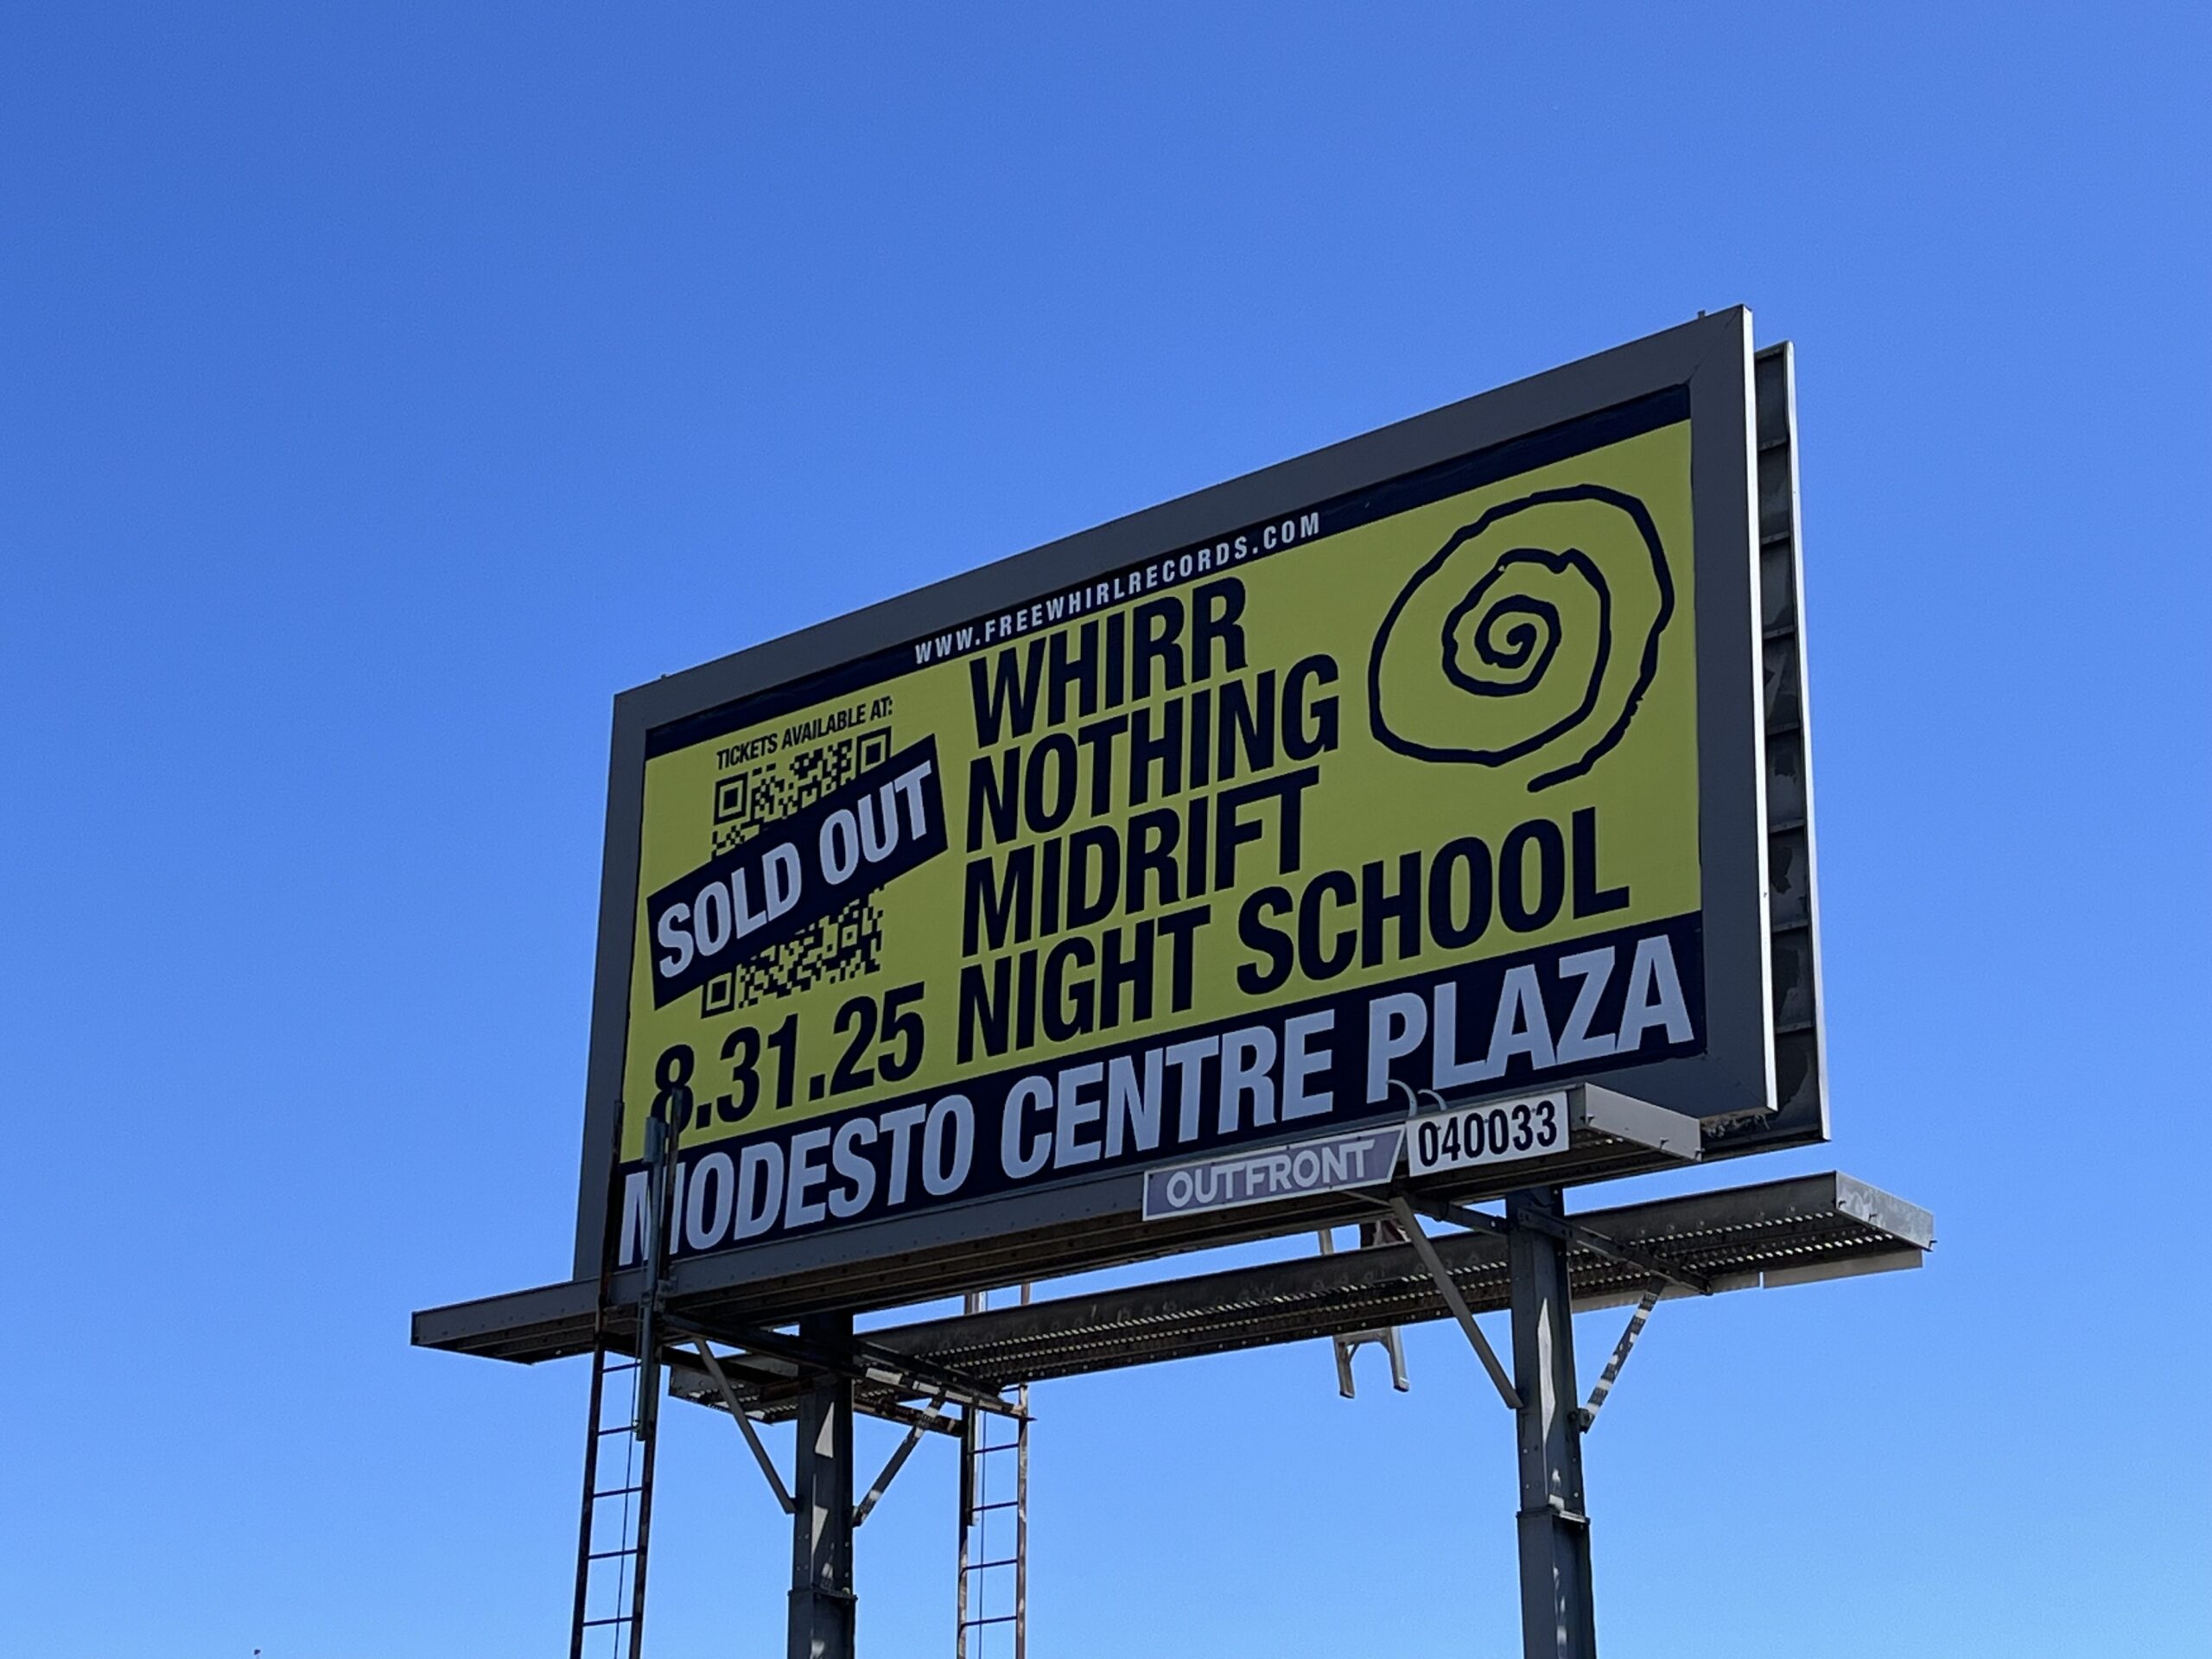 WWW.FREEWHIRLRECORDS.COM
TICKETS AVAILABLE AT:
SOLD OUT
8.31.25
WHIRR
NOTHING
MIDRIFT
NIGHT SCHOOL
MODESTO CENTRE PLAZA
OUTFRONT
040033